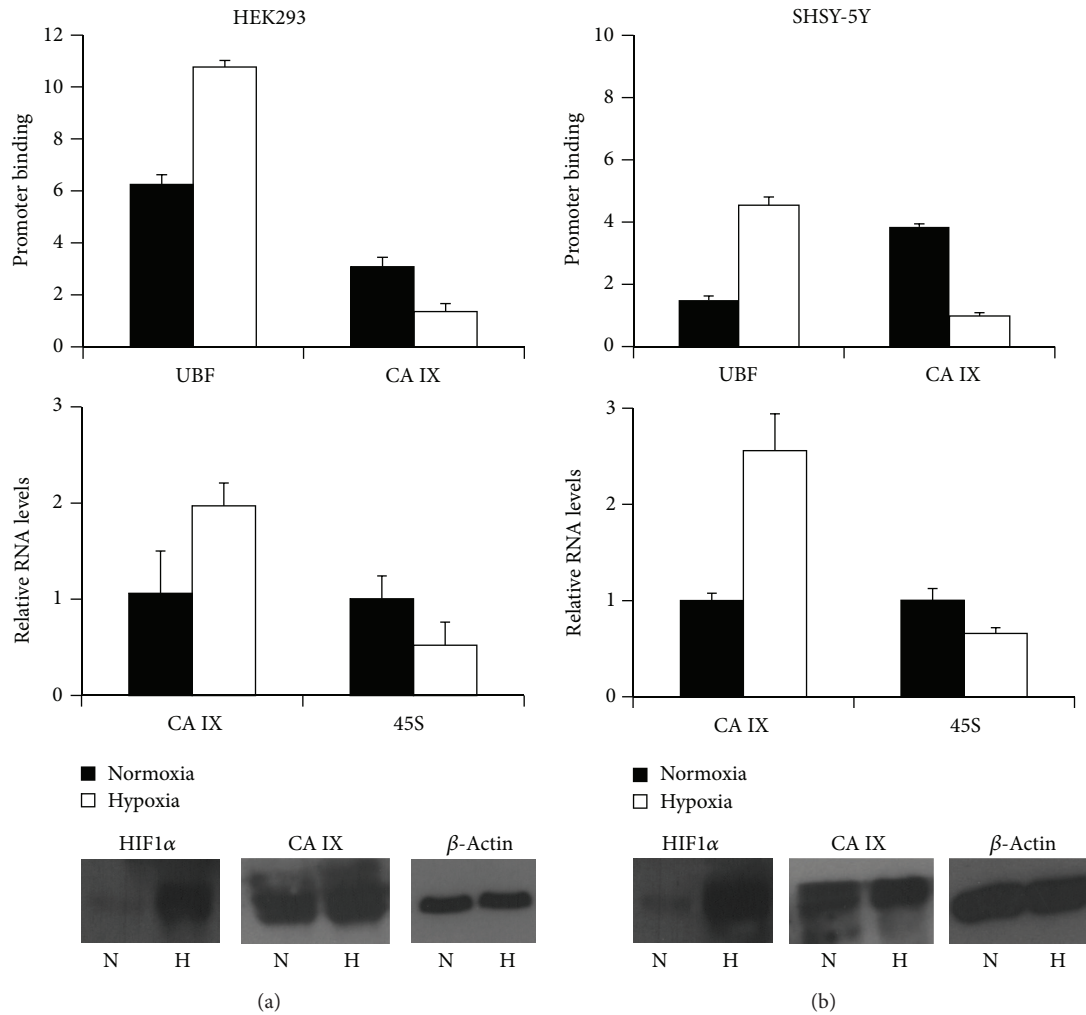 HEK293
Promoter binding
12
10
8
6
4
2
0
UBF CA IX
Relative RNA levels
3
2
1
0
CA IX 45S
Normoxia
Hypoxia
HIF1α CA IX β-Actin
N H N H N H
(a)
SHSY-5Y
Promoter binding
10
8
6
4
2
0
UBF CA IX
Relative RNA levels
3
2
1
0
CA IX 45S
Normoxia
Hypoxia
HIF1α CA IX β-Actin
N H N H N H
(b)